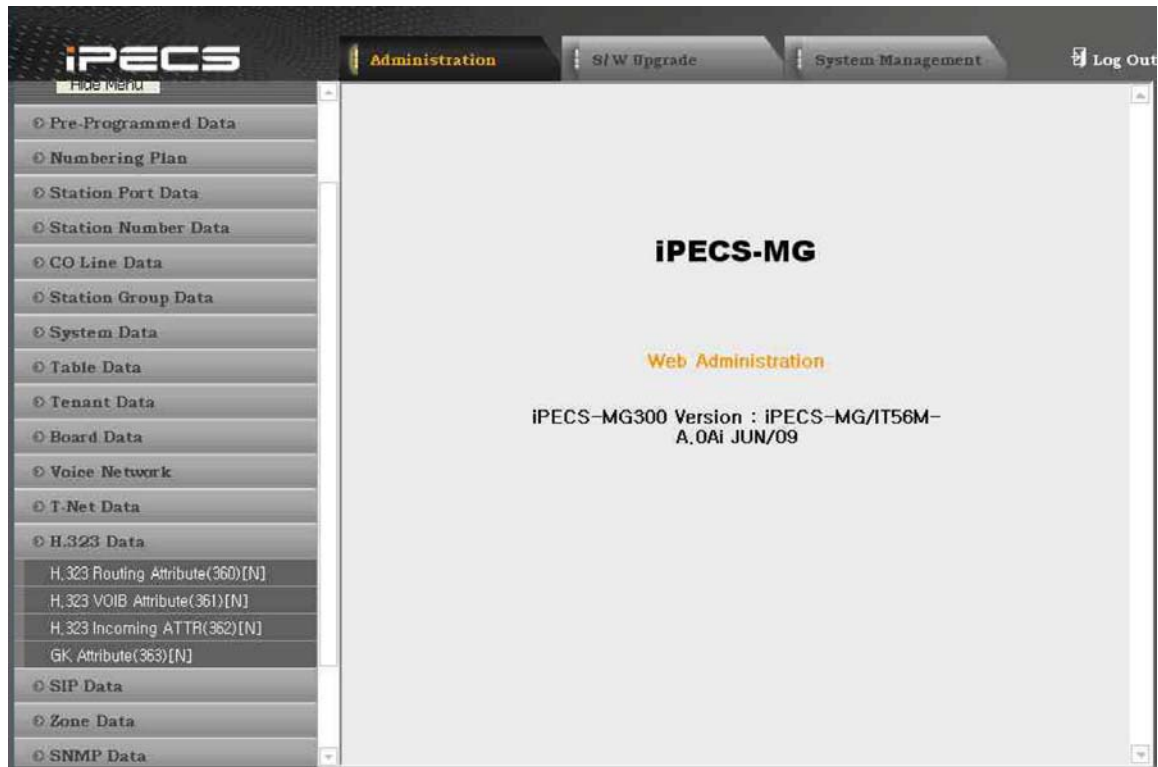 iPECS
Administration
S/W Upgrade
System Management
Log Out
Hide Menu
Pre-Programmed Data
Numbering Plan
Station Port Data
Station Number Data
CO Line Data
Station Group Data
System Data
Table Data
Tenant Data
Board Data
Voice Network
T-Net Data
H.323 Data
H.323 Routing Attribute(360)[N]
H.323 VOIB Attribute(361)[N]
H.323 Incoming ATTR(362)[N]
GK Attribute(363)[N]
SIP Data
Zone Data
SNMP Data
iPECS-MG
Web Administration
iPECS-MG300 Version : iPECS-MG/IT56M-
A.0Ai JUN/09